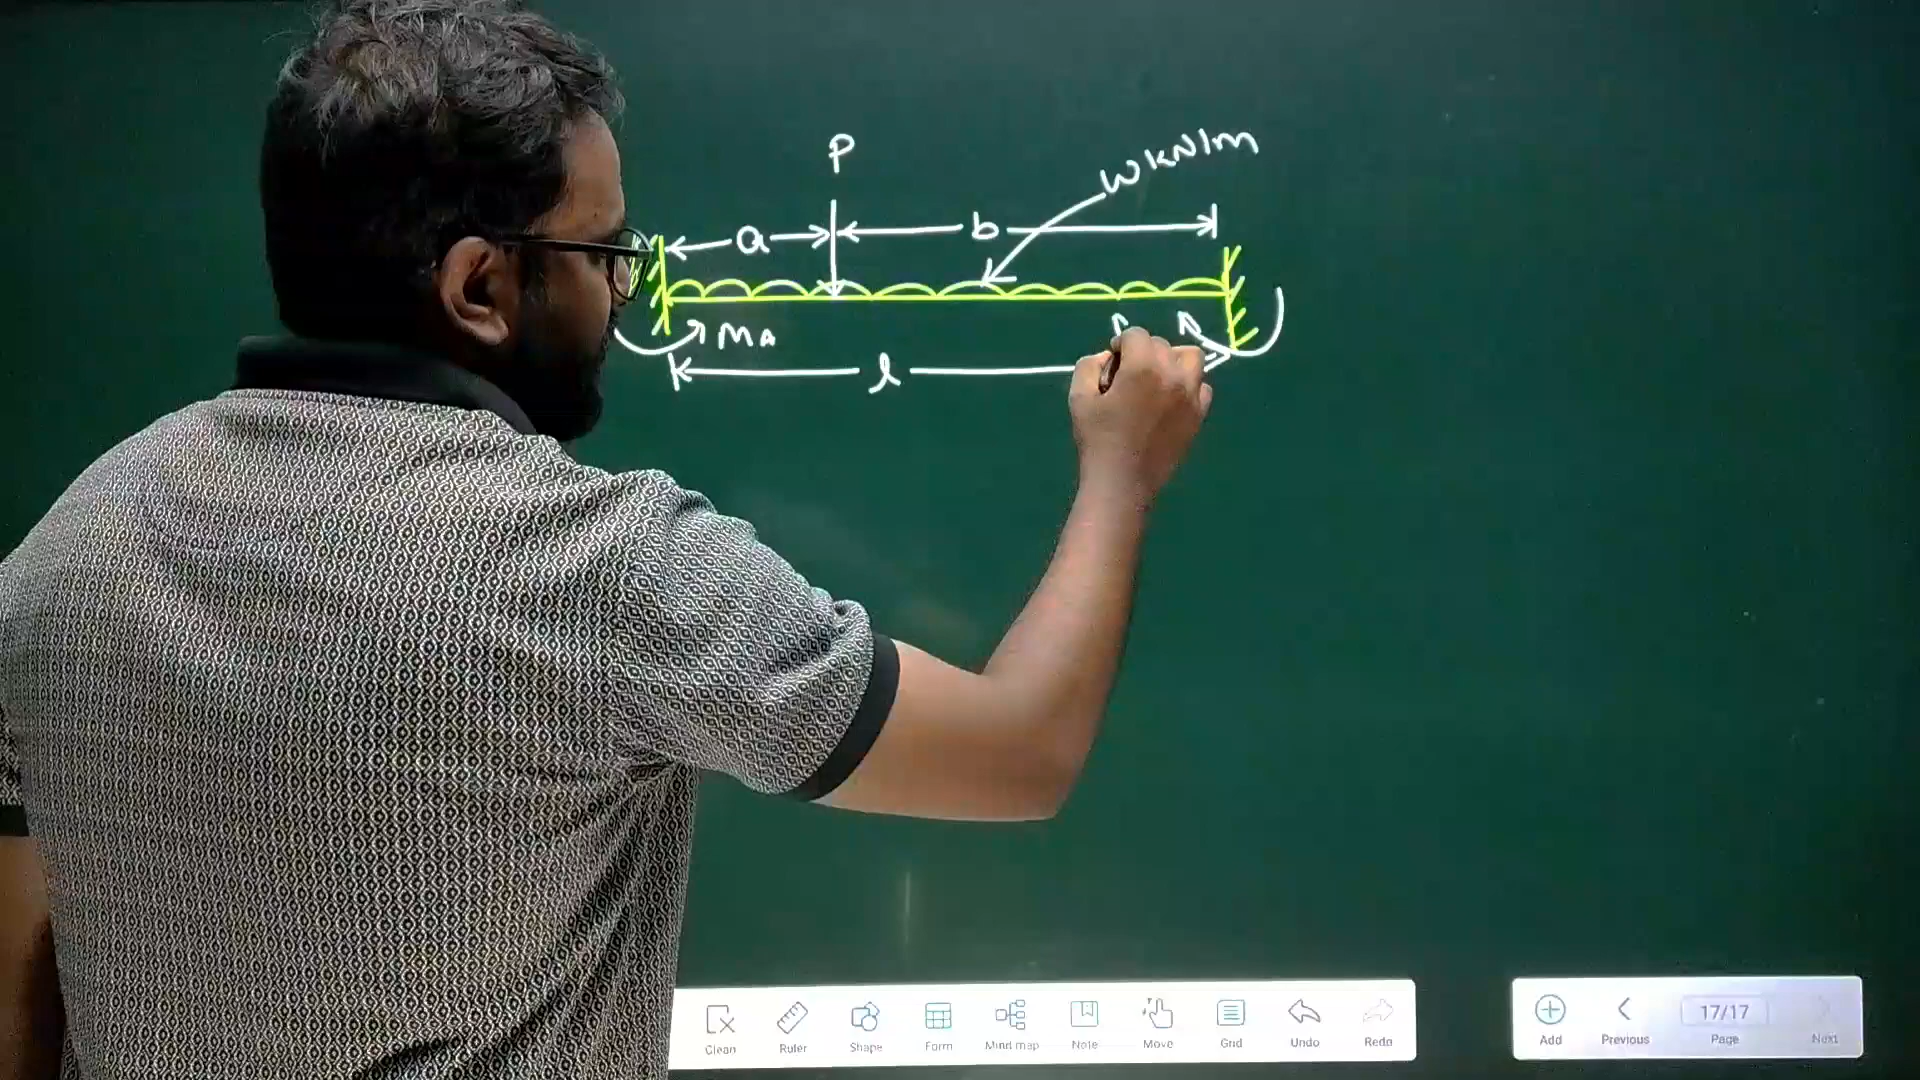 P
W kN/m
a b
MA
l
Clean Ruler Shape Form Mind map Note Move Grid Undo Redo
Add Previous 17/17 Page Next